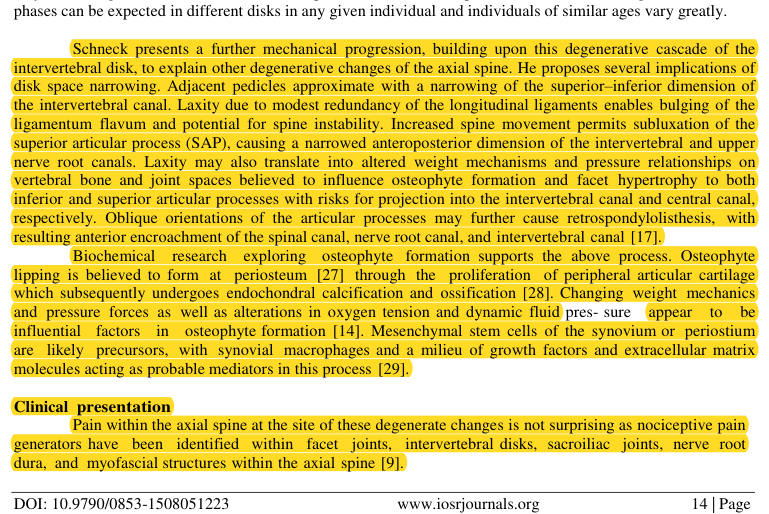 phases can be expected in different disks in any given individual and individuals of similar ages vary greatly.
Schneck presents a further mechanical progression, building upon this degenerative cascade of the
intervertebral disk, to explain other degenerative changes of the axial spine. He proposes several implications of
disk space narrowing. Adjacent pedicles approximate with a narrowing of the superior–inferior dimension of
the intervertebral canal. Laxity due to modest redundancy of the longitudinal ligaments enables bulging of the
ligamentum flavum and potential for spine instability. Increased spine movement permits subluxation of the
superior articular process (SAP), causing a narrowed anteroposterior dimension of the intervertebral and upper
nerve root canals. Laxity may also translate into altered weight mechanisms and pressure relationships on
vertebral bone and joint spaces believed to influence osteophyte formation and facet hypertrophy to both
inferior and superior articular processes with risks for projection into the intervertebral canal and central canal,
respectively. Oblique orientations of the articular processes may further cause retrospondylolisthesis, with
resulting anterior encroachment of the spinal canal, nerve root canal, and intervertebral canal [17].
Biochemical research exploring osteophyte formation supports the above process. Osteophyte
lipping is believed to form at periosteum [27] through the proliferation of peripheral articular cartilage
which subsequently undergoes endochondral calcification and ossification [28]. Changing weight mechanics
and pressure forces as well as alterations in oxygen tension and dynamic fluid pres- sure appear to be
influential factors in osteophyte formation [14]. Mesenchymal stem cells of the synovium or periostium
are likely precursors, with synovial macrophages and a milieu of growth factors and extracellular matrix
molecules acting as probable mediators in this process [29].
Clinical presentation
Pain within the axial spine at the site of these degenerate changes is not surprising as nociceptive pain
generators have been identified within facet joints, intervertebral disks, sacroiliac joints, nerve root
dura, and myofascial structures within the axial spine [9].
DOI: 10.9790/0853-1508051223 www.iosrjournals.org 14 | Page